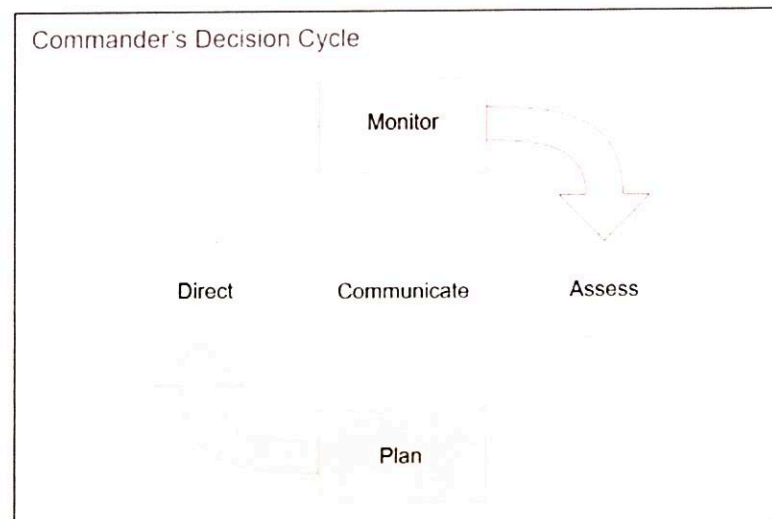 Commander's Decision Cycle
Monitor
Direct Communicate Assess
Plan